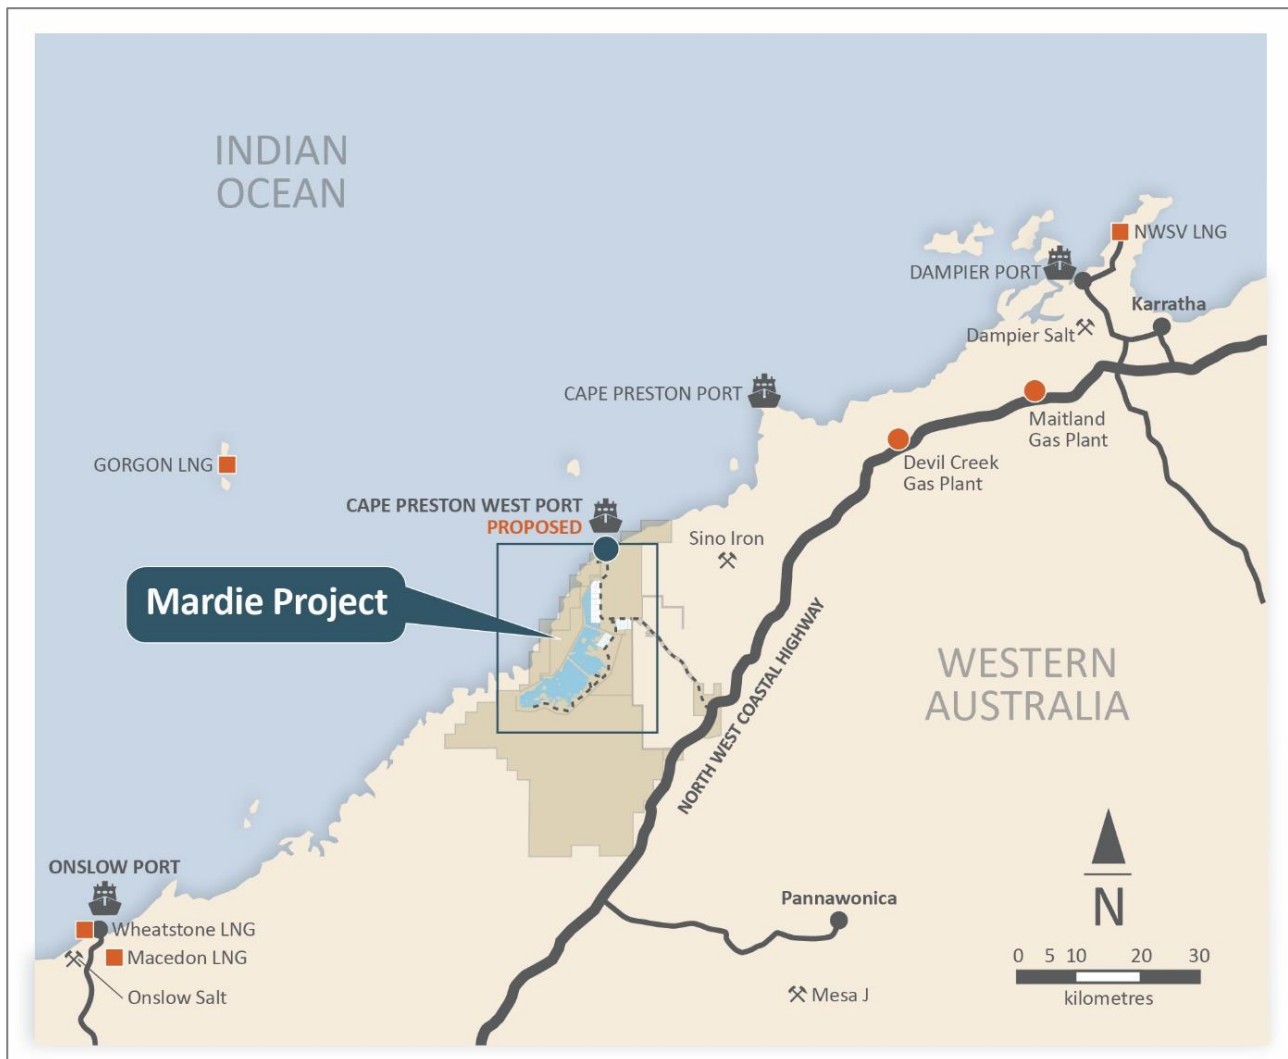 INDIAN
OCEAN
NWSV LNG
DAMPIER PORT
Karratha
Dampier Salt
CAPE PRESTON PORT
Maitland
Gas Plant
Devil Creek
Gas Plant
GORGON LNG
CAPE PRESTON WEST PORT
PROPOSED
Sino Iron
Mardie Project
NORTH WEST COASTAL HIGHWAY
WESTERN
AUSTRALIA
ONSLOW PORT
Wheatstone LNG
Macedon LNG
Onslow Salt
Pannawonica
Mesa J
N
0 5 10 20 30
kilometres